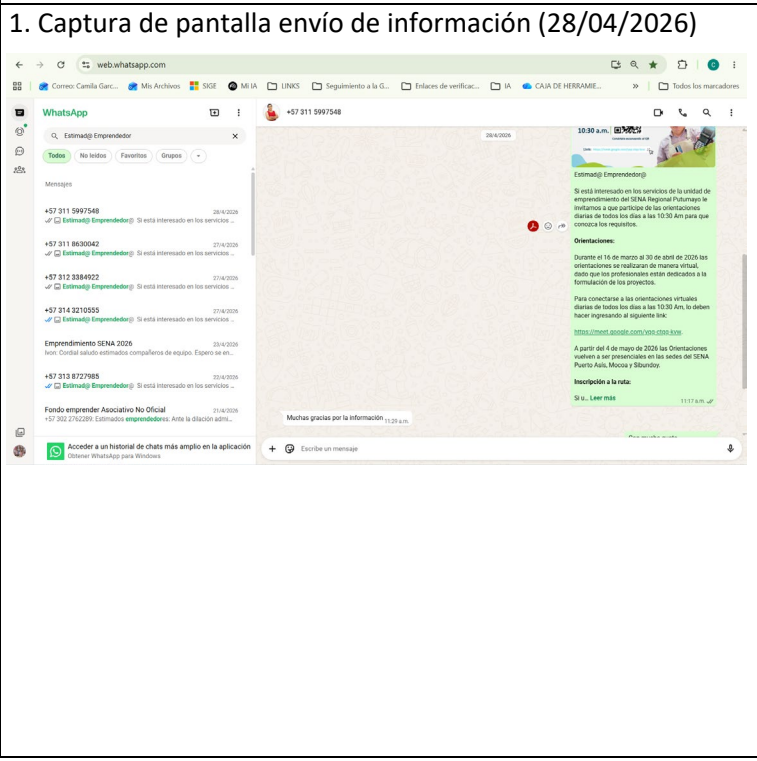 1. Captura de pantalla envío de información (28/04/2026)
web.whatsapp.com
Correo: Camila Garc...
Mis Archivos
SIGE
Mi IA
LINKS
Seguimiento a la G...
Enlaces de verificac...
IA
CAJA DE HERRAMIE...
»
Todos los marcadores
WhatsApp
Estimad@ Emprendedor
Todos
No leídos
Favoritos
Grupos
Mensajes
+57 311 5997548
28/4/2026
Estimad@ Emprendedor@ Si está interesado en los servicios ...
+57 311 8630042
27/4/2026
Estimad@ Emprendedor@ Si está interesado en los servicios ...
+57 312 3384922
27/4/2026
Estimad@ Emprendedor@ Si está interesado en los servicios ...
+57 314 3210555
27/4/2026
Estimad@ Emprendedor@ Si está interesado en los servicios ...
Emprendimiento SENA 2026
23/4/2026
Ivon: Cordial saludo estimados compañeros de equipo. Espero se en...
+57 313 8727985
22/4/2026
Estimad@ Emprendedor@ Si está interesado en los servicios ...
Fondo emprender Asociativo No Oficial
21/4/2026
+57 302 2762289: Estimados emprendedores: Ante la dilación admi...
Acceder a un historial de chats más amplio en la aplicación
Obtener WhatsApp para Windows
+57 311 5997548
28/4/2026
10:30 a.m.
Estimad@ Emprendedor@
Si está interesado en los servicios de la unidad de
emprendimiento del SENA Regional Putumayo le
invitamos a que participe de las orientaciones
diarias de todos los días a las 10:30 Am para que
conozca los requisitos.
Orientaciones:
Durante el 16 de marzo al 30 de abril de 2026 las
orientaciones se realizaran de manera virtual,
dado que los profesionales están dedicados a la
formulación de los proyectos.
Para conectarse a las orientaciones virtuales
diarias de todos los días a las 10:30 Am, lo deben
hacer ingresando al siguiente link:
A partir del 4 de mayo de 2026 las Orientaciones
vuelven a ser presenciales en las sedes del SENA
Puerto Asís, Mocoa y Sibundoy.
Inscripción a la ruta:
Si u... Leer más
11:17 a.m.
Muchas gracias por la información
11:29 a.m.
Escribe un mensaje